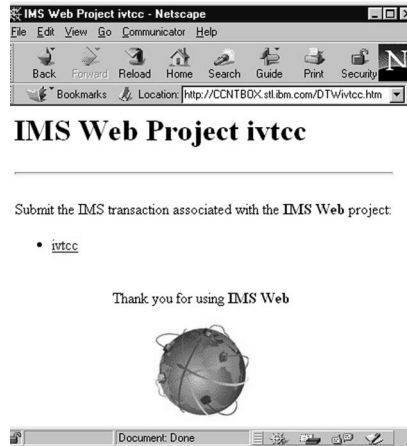 IMS Web Project ivtcc - Netscape
File Edit View Go Communicator Help
Back Forward Reload Home Search Guide Print Security
N
Bookmarks Location: http://CCNTBOX.stl.ibm.com/DTWivtcc.htm
IMS Web Project ivtcc
Submit the IMS transaction associated with the IMS Web project:
• ivtcc
Thank you for using IMS Web
Document: Done